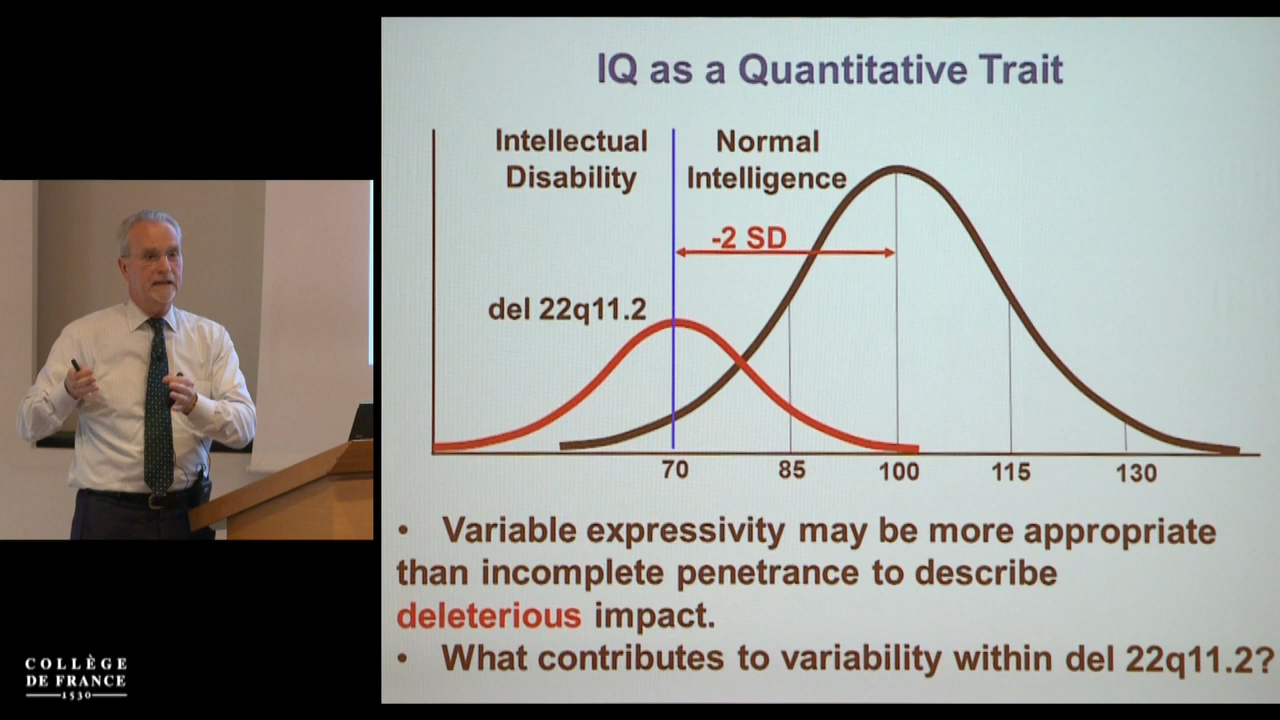 IQ as a Quantitative Trait
Intellectual
Disability
Normal
Intelligence
-2 SD
del 22q11.2
70
85
100
115
130
• Variable expressivity may be more appropriate
than incomplete penetrance to describe
deleterious impact.
• What contributes to variability within del 22q11.2?
COLLÈGE
DE FRANCE
1530